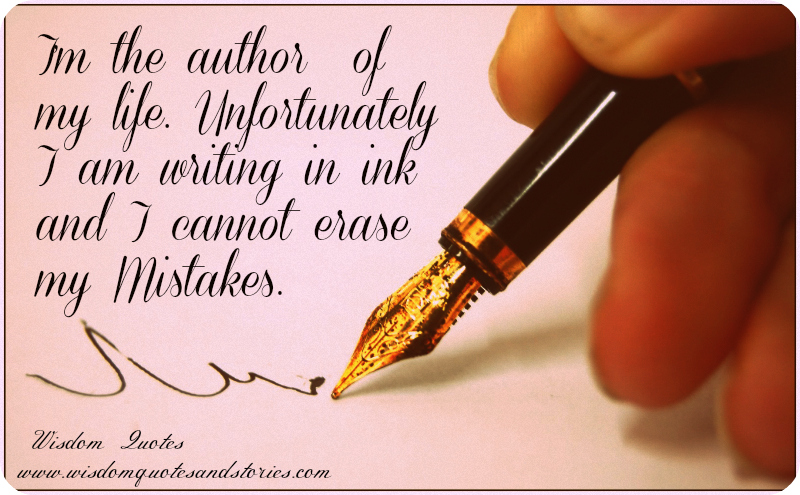 I'm the author of
my life. Unfortunately
I am writing in ink
and I cannot erase
my Mistakes.
Wisdom Quotes
www.wisdomquotesandstories.com